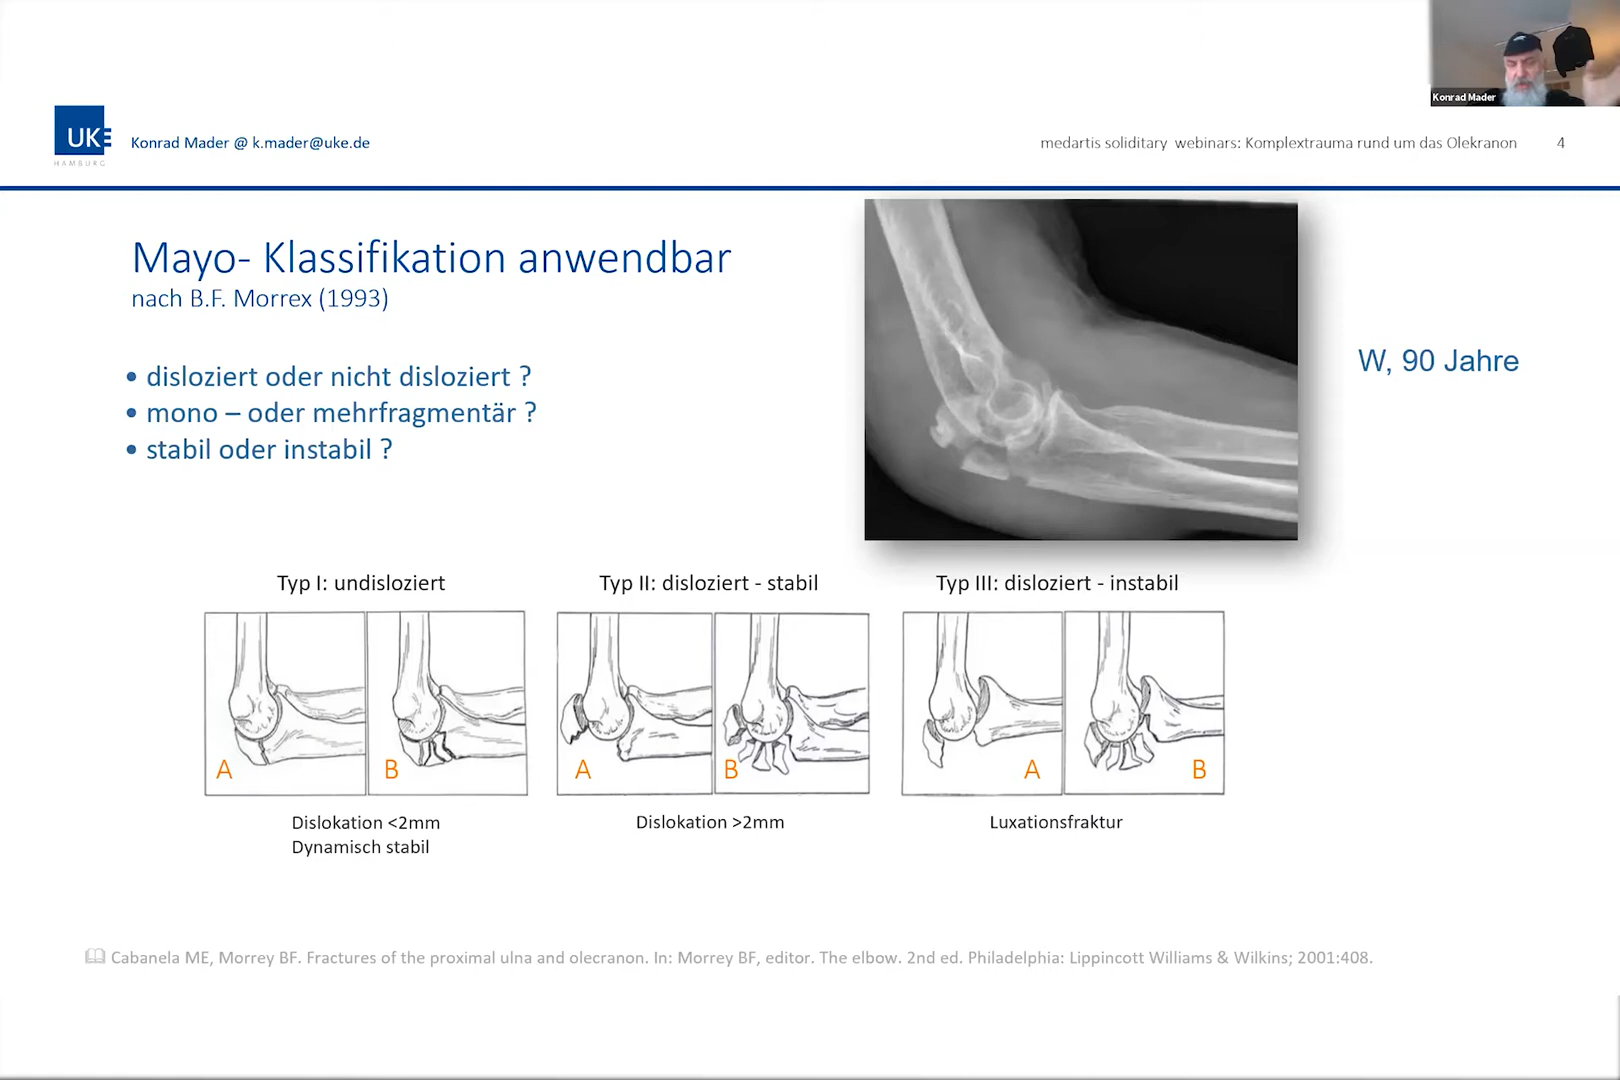 Konrad Mader
UKE
HAMBURG
Konrad Mader @ k.mader@uke.de
medartis soliditary webinars: Komplextrauma rund um das Olekranon
4
Mayo- Klassifikation anwendbar
nach B.F. Morrex (1993)
• disloziert oder nicht disloziert ?
• mono – oder mehrfragmentär ?
• stabil oder instabil ?
W, 90 Jahre
Typ I: undisloziert
Typ II: disloziert - stabil
Typ III: disloziert - instabil
A
B
A
B
A
B
Dislokation <2mm
Dynamisch stabil
Dislokation >2mm
Luxationsfraktur
Cabanela ME, Morrey BF. Fractures of the proximal ulna and olecranon. In: Morrey BF, editor. The elbow. 2nd ed. Philadelphia: Lippincott Williams & Wilkins; 2001:408.